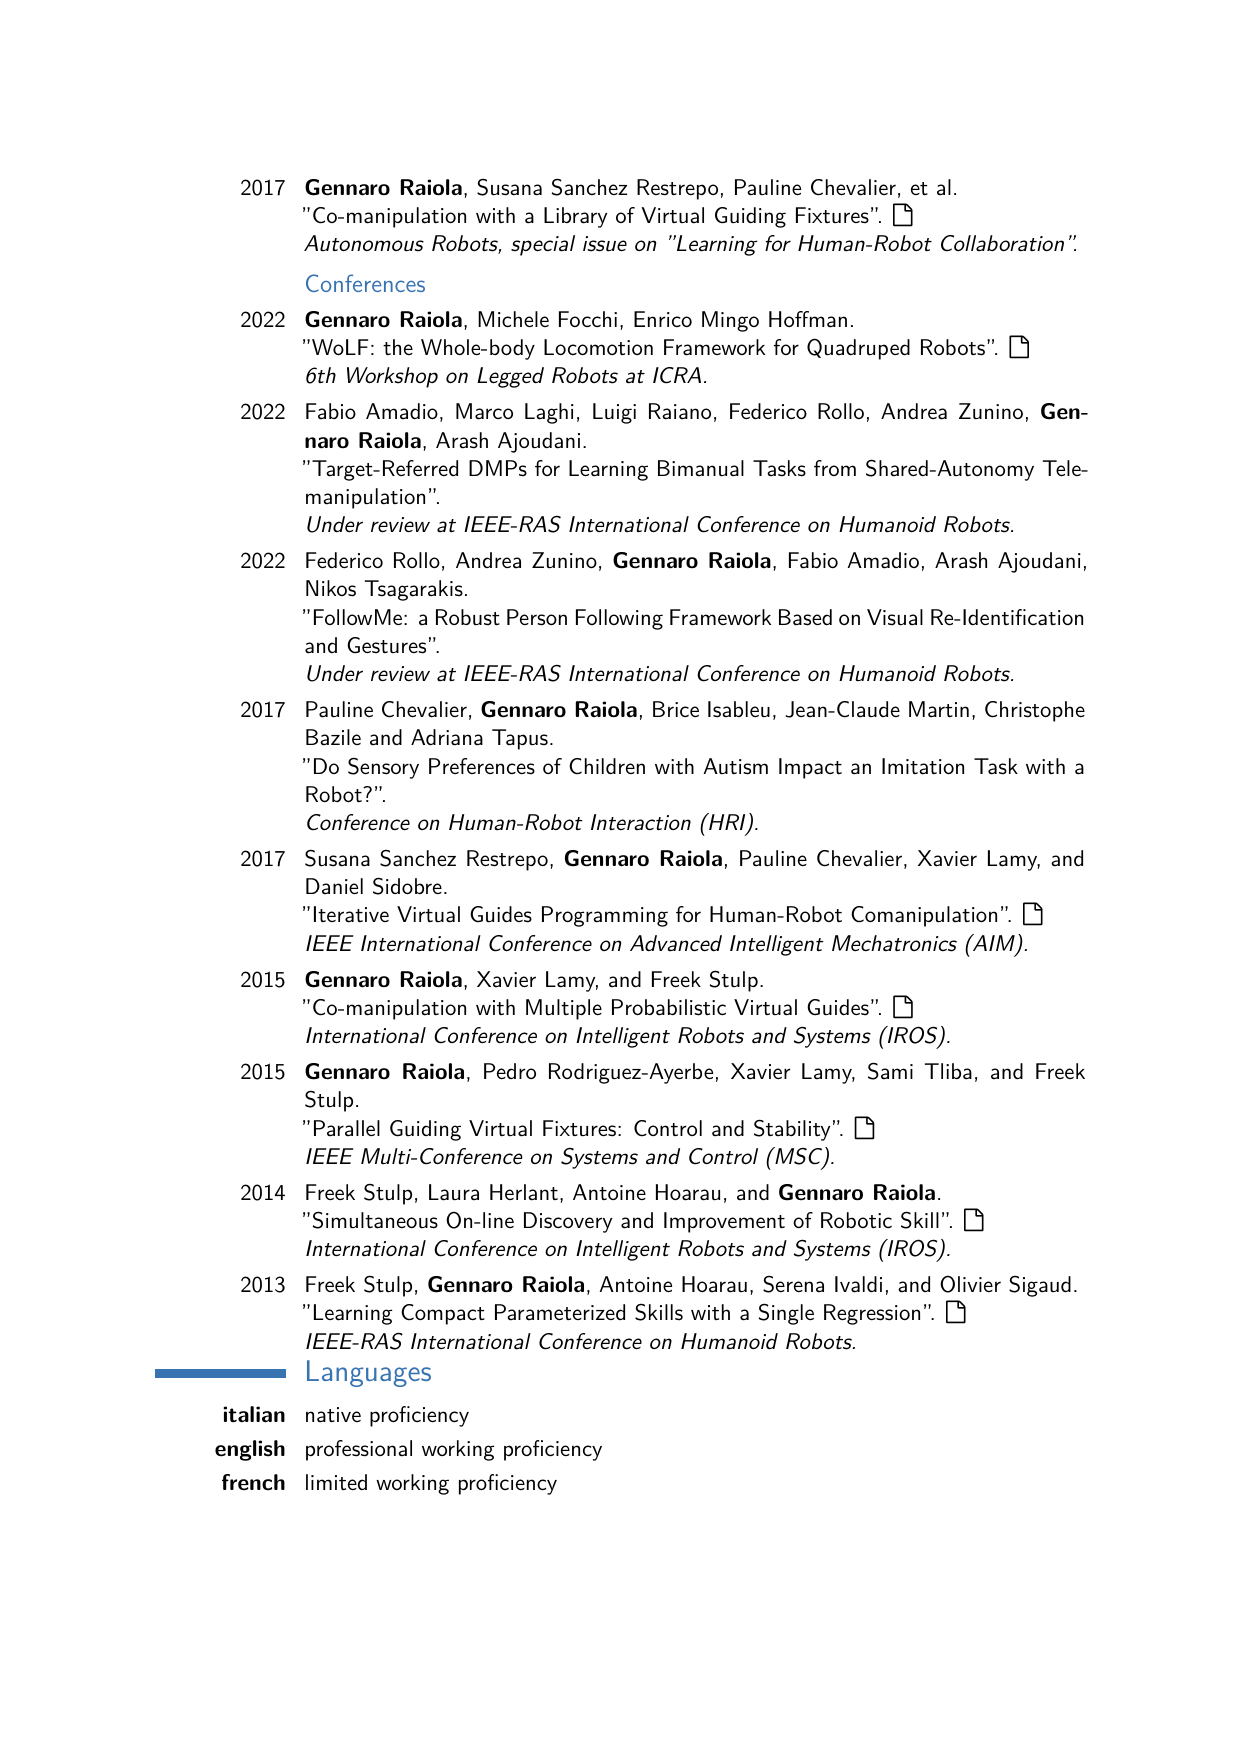 2017 Gennaro Raiola, Susana Sanchez Restrepo, Pauline Chevalier, et al.
”Co-manipulation with a Library of Virtual Guiding Fixtures”.
Autonomous Robots, special issue on ”Learning for Human-Robot Collaboration”.
Conferences
2022 Gennaro Raiola, Michele Focchi, Enrico Mingo Hoffman.
”WoLF: the Whole-body Locomotion Framework for Quadruped Robots”.
6th Workshop on Legged Robots at ICRA.
2022 Fabio Amadio, Marco Laghi, Luigi Raiano, Federico Rollo, Andrea Zunino, Gen-
naro Raiola, Arash Ajoudani.
”Target-Referred DMPs for Learning Bimanual Tasks from Shared-Autonomy Tele-
manipulation”.
Under review at IEEE-RAS International Conference on Humanoid Robots.
2022 Federico Rollo, Andrea Zunino, Gennaro Raiola, Fabio Amadio, Arash Ajoudani,
Nikos Tsagarakis.
”FollowMe: a Robust Person Following Framework Based on Visual Re-Identification
and Gestures”.
Under review at IEEE-RAS International Conference on Humanoid Robots.
2017 Pauline Chevalier, Gennaro Raiola, Brice Isableu, Jean-Claude Martin, Christophe
Bazile and Adriana Tapus.
”Do Sensory Preferences of Children with Autism Impact an Imitation Task with a
Robot?”.
Conference on Human-Robot Interaction (HRI).
2017 Susana Sanchez Restrepo, Gennaro Raiola, Pauline Chevalier, Xavier Lamy, and
Daniel Sidobre.
”Iterative Virtual Guides Programming for Human-Robot Comanipulation”.
IEEE International Conference on Advanced Intelligent Mechatronics (AIM).
2015 Gennaro Raiola, Xavier Lamy, and Freek Stulp.
”Co-manipulation with Multiple Probabilistic Virtual Guides”.
International Conference on Intelligent Robots and Systems (IROS).
2015 Gennaro Raiola, Pedro Rodriguez-Ayerbe, Xavier Lamy, Sami Tliba, and Freek
Stulp.
”Parallel Guiding Virtual Fixtures: Control and Stability”.
IEEE Multi-Conference on Systems and Control (MSC).
2014 Freek Stulp, Laura Herlant, Antoine Hoarau, and Gennaro Raiola.
”Simultaneous On-line Discovery and Improvement of Robotic Skill”.
International Conference on Intelligent Robots and Systems (IROS).
2013 Freek Stulp, Gennaro Raiola, Antoine Hoarau, Serena Ivaldi, and Olivier Sigaud.
”Learning Compact Parameterized Skills with a Single Regression”.
IEEE-RAS International Conference on Humanoid Robots.
Languages
italian native proficiency
english professional working proficiency
french limited working proficiency